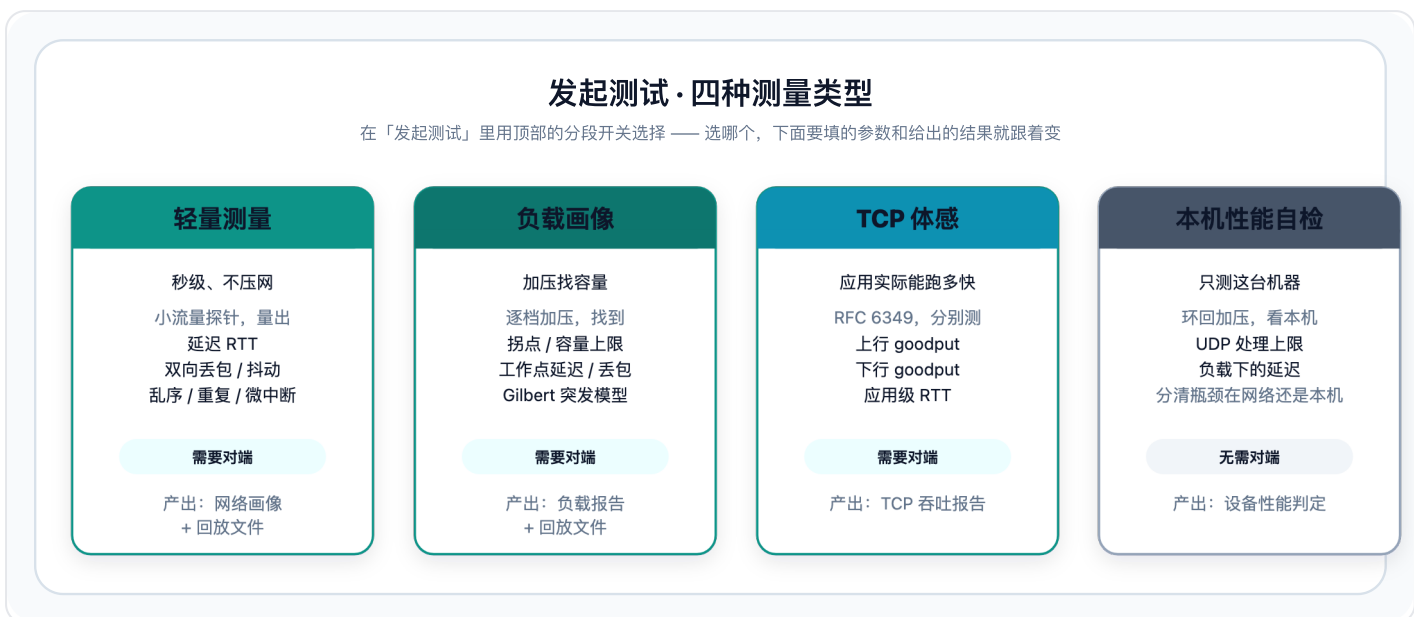 发起测试 · 四种测量类型
在「发起测试」里用顶部的分段开关选择 —— 选哪个，下面要填的参数和给出的结果就跟着变
轻量测量
秒级、不压网
小流量探针，量出
延迟 RTT
双向丢包 / 抖动
乱序 / 重复 / 微中断
需要对端
产出：网络画像
+ 回放文件
负载画像
加压找容量
逐档加压，找到
拐点 / 容量上限
工作点延迟 / 丢包
Gilbert 突发模型
需要对端
产出：负载报告
+ 回放文件
TCP 体感
应用实际能跑多快
RFC 6349，分别测
上行 goodput
下行 goodput
应用级 RTT
需要对端
产出：TCP 吞吐报告
本机性能自检
只测这台机器
环回加压，看本机
UDP 处理上限
负载下的延迟
分清瓶颈在网络还是本机
无需对端
产出：设备性能判定